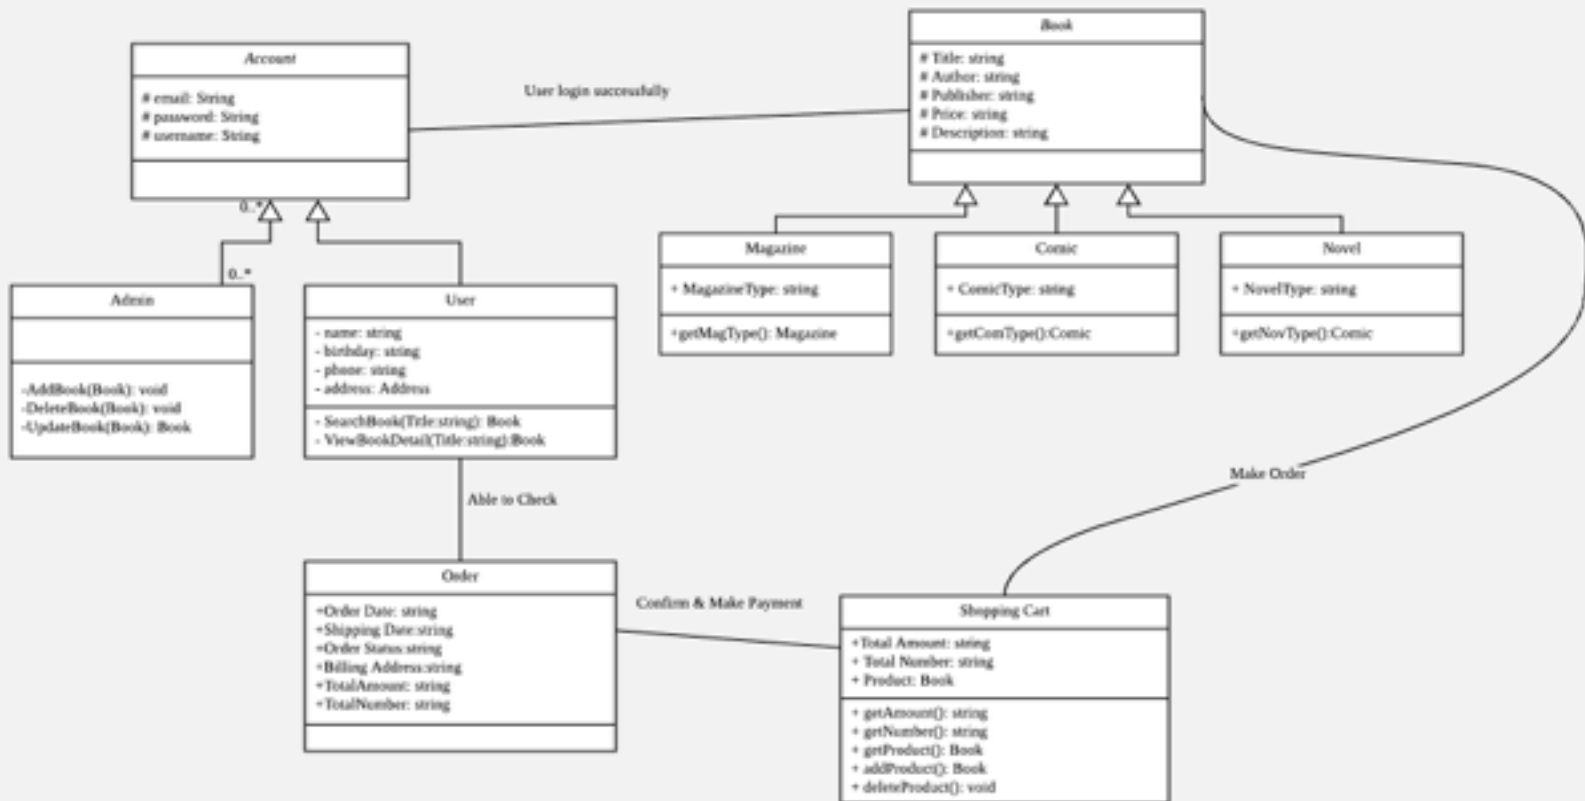 Account
# email: String
# password: String
# username: String
User login successfully
Book
# Title: string
# Author: string
# Publisher: string
# Price: string
# Description: string
0..*
0..*
Admin
-AddBook(Book): void
-DeleteBook(Book): void
-UpdateBook(Book): Book
User
- name: string
- birthday: string
- phone: string
- address: Address
- SearchBook(Title:string): Book
- ViewBookDetail(Title:string):Book
Magazine
+ MagazineType: string
+getMagType(): Magazine
Comic
+ ComicType: string
+getComType():Comic
Novel
+ NovelType: string
+getNovType():Comic
Able to Check
Make Order
Order
+Order Date: string
+Shipping Date:string
+Order Status:string
+Billing Address:string
+TotalAmount: string
+TotalNumber: string
Confirm & Make Payment
Shopping Cart
+Total Amount: string
+ Total Number: string
+ Product: Book
+ getAmount(): string
+ getNumber(): string
+ getProduct(): Book
+ addProduct(): Book
+ deleteProduct(): void